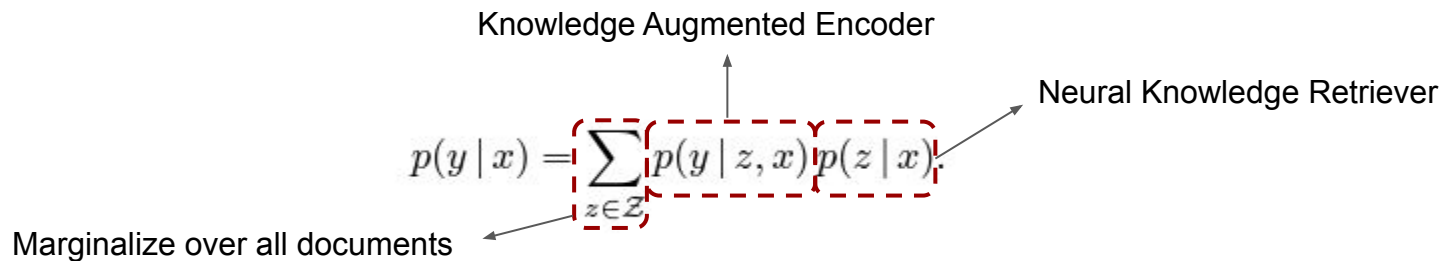 Knowledge Augmented Encoder
Neural Knowledge Retriever
p(y | x) = ∑ p(y | z, x) p(z | x).
z∈𝒵
Marginalize over all documents